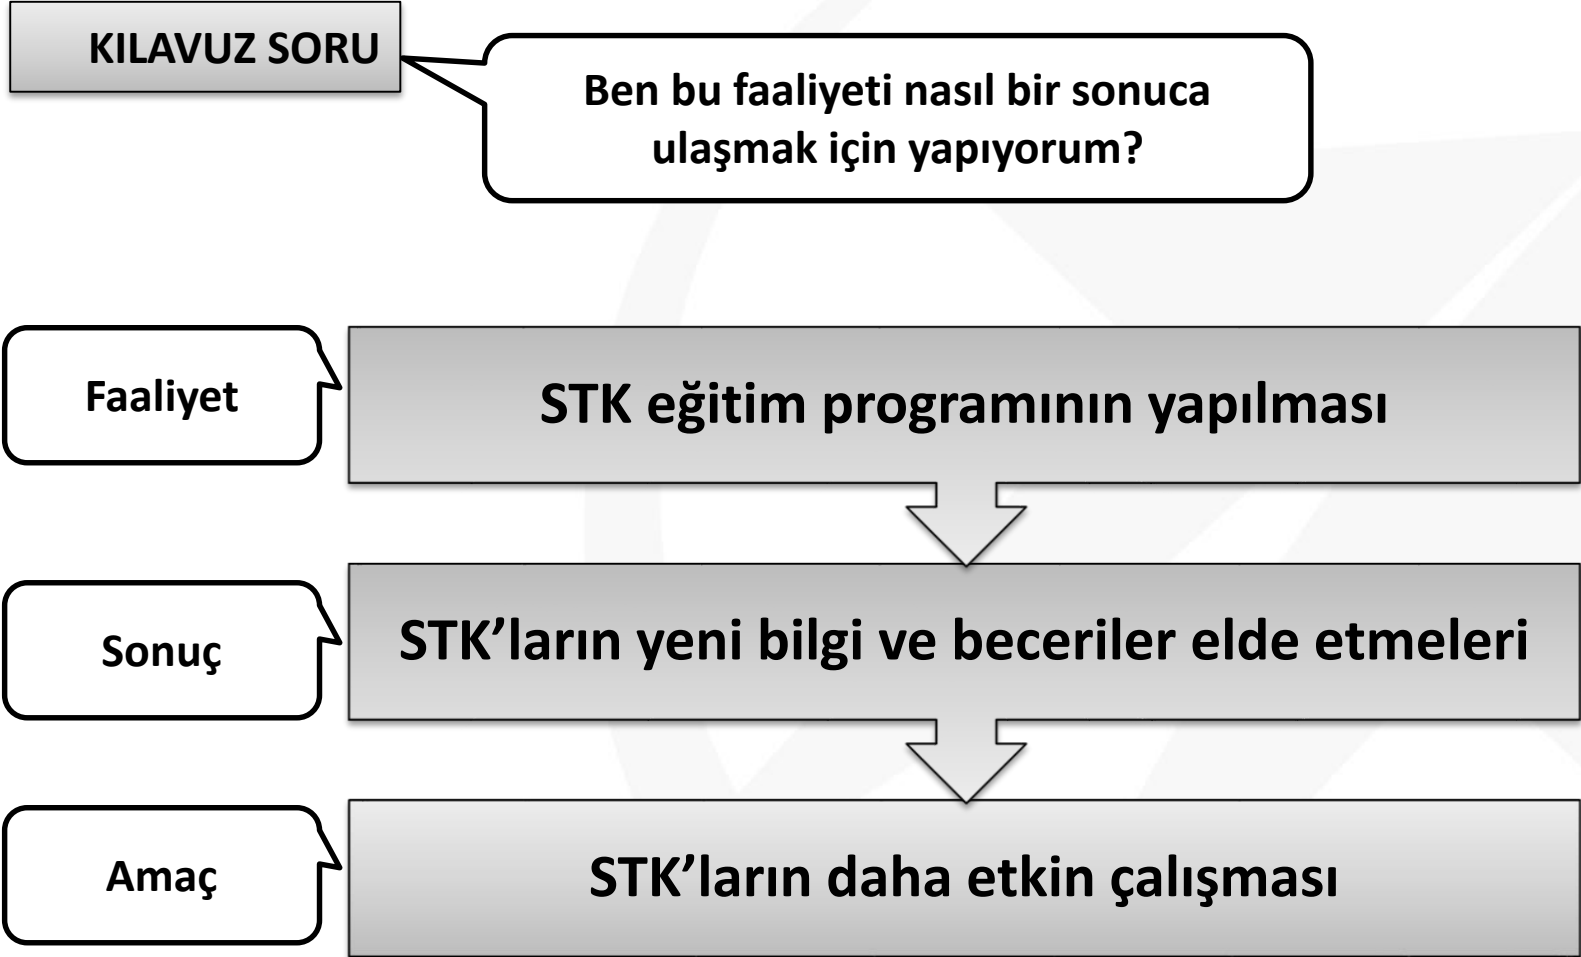 KILAVUZ SORU
Ben bu faaliyeti nasıl bir sonuca
ulaşmak için yapıyorum?
Faaliyet
STK eğitim programının yapılması
Sonuç
STK’ların yeni bilgi ve beceriler elde etmeleri
Amaç
STK’ların daha etkin çalışması